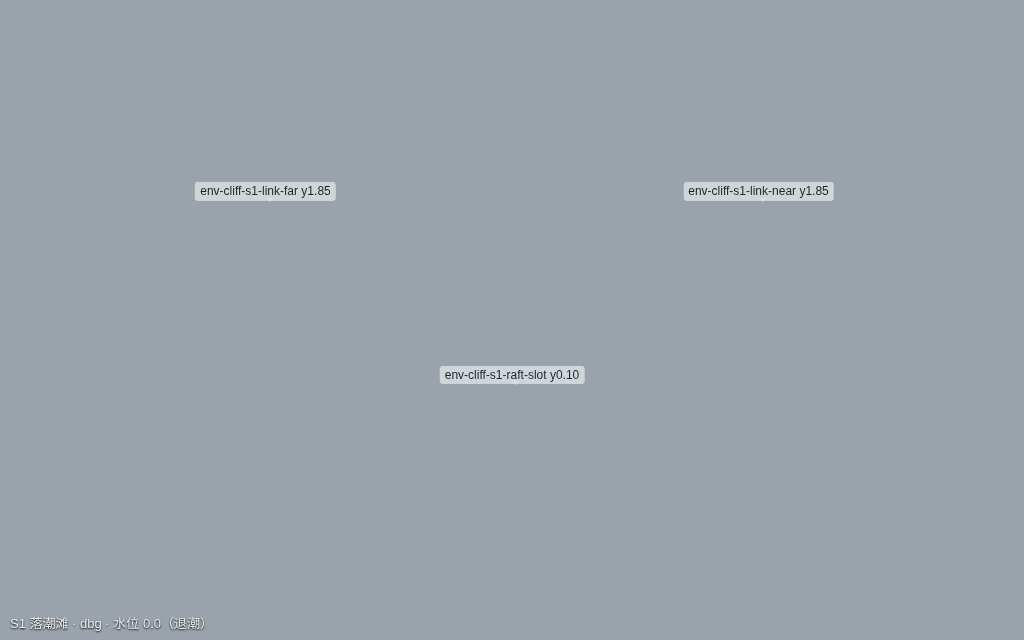 env-cliff-s1-link-far y1.85
env-cliff-s1-link-near y1.85
env-cliff-s1-raft-slot y0.10
S1 落潮滩 · dbg · 水位 0.0（退潮）